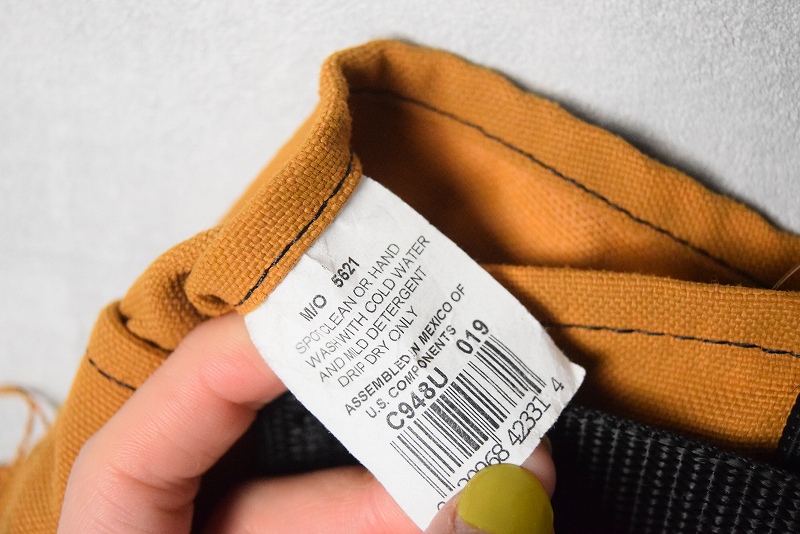 M/O 5621
SPOT CLEAN OR HAND
WASH WITH COLD WATER
AND MILD DETERGENT
DRIP DRY ONLY
ASSEMBLED IN MEXICO OF
U.S. COMPONENTS
C948U 019
42331 4